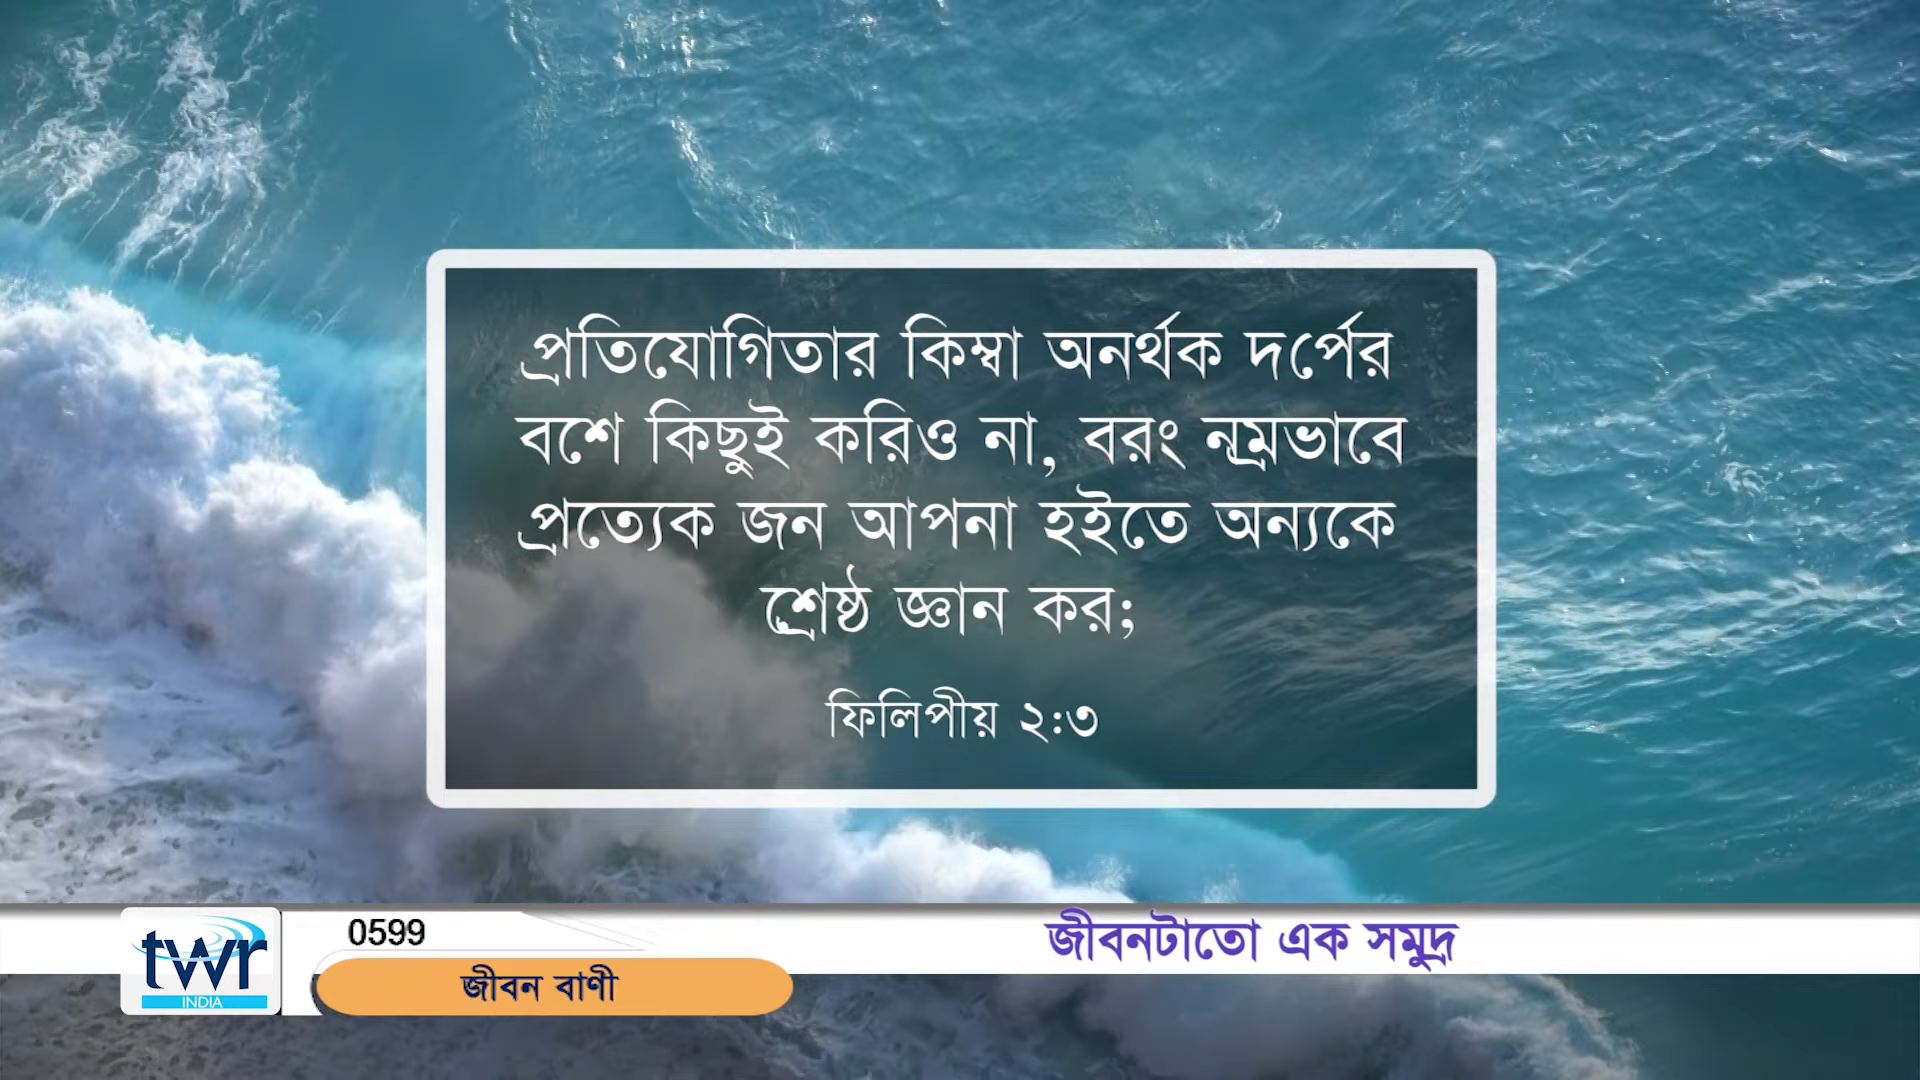 প্রতিযোগিতার কিম্বা অনর্থক দর্পের
বশে কিছুই করিও না, বরং নম্রভাবে
প্রত্যেক জন আপনা হইতে অন্যকে
শ্রেষ্ঠ জ্ঞান কর;
ফিলিপীয় ২:৩
twr
INDIA
0599
জীবন বাণী
জীবনটাতো এক সমুদ্র